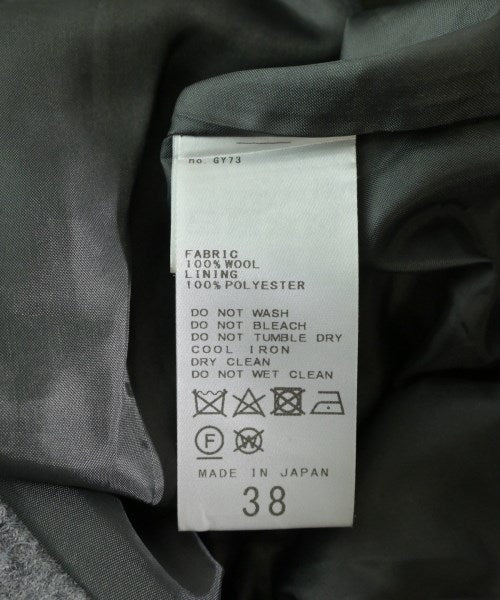 no. GY73
FABRIC
100% WOOL
LINING
100% POLYESTER
DO NOT WASH
DO NOT BLEACH
DO NOT TUMBLE DRY
COOL IRON
DRY CLEAN
DO NOT WET CLEAN
F W
MADE IN JAPAN
38